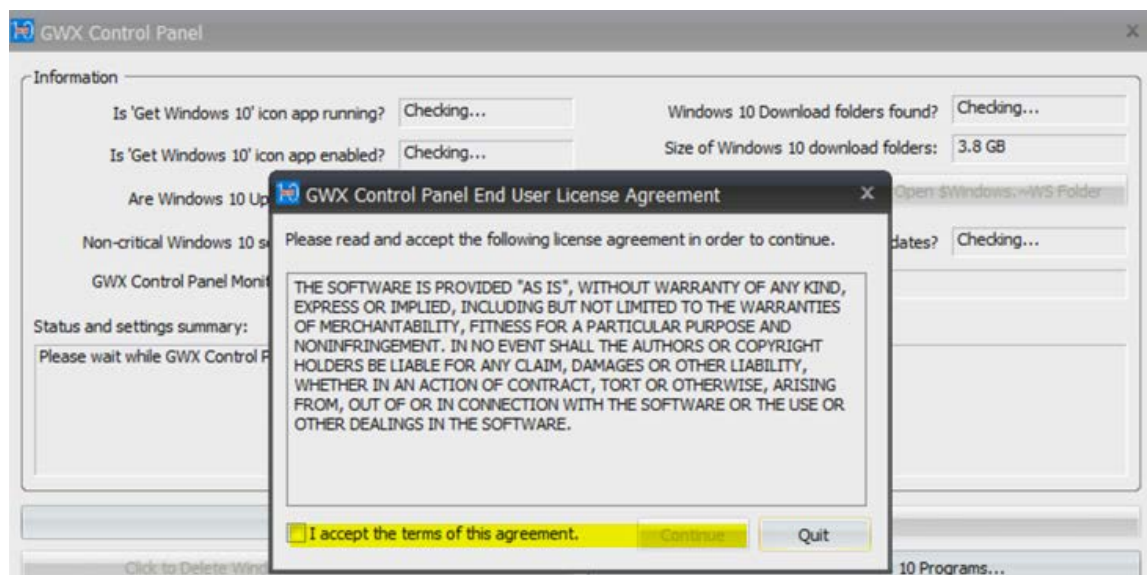 GWX Control Panel
Information
Is 'Get Windows 10' icon app running? Checking...
Windows 10 Download folders found? Checking...
Is 'Get Windows 10' icon app enabled? Checking...
Size of Windows 10 download folders: 3.8 GB
Are Windows 10 Up
Open $Windows.~WS Folder
Non-critical Windows 10 s
dates? Checking...
GWX Control Panel Monit
Status and settings summary:
Please wait while GWX Control P
GWX Control Panel End User License Agreement
Please read and accept the following license agreement in order to continue.
THE SOFTWARE IS PROVIDED "AS IS", WITHOUT WARRANTY OF ANY KIND,
EXPRESS OR IMPLIED, INCLUDING BUT NOT LIMITED TO THE WARRANTIES
OF MERCHANTABILITY, FITNESS FOR A PARTICULAR PURPOSE AND
NONINFRINGEMENT. IN NO EVENT SHALL THE AUTHORS OR COPYRIGHT
HOLDERS BE LIABLE FOR ANY CLAIM, DAMAGES OR OTHER LIABILITY,
WHETHER IN AN ACTION OF CONTRACT, TORT OR OTHERWISE, ARISING
FROM, OUT OF OR IN CONNECTION WITH THE SOFTWARE OR THE USE OR
OTHER DEALINGS IN THE SOFTWARE.
I accept the terms of this agreement.
Continue
Quit
Click to Delete Wind
10 Programs...